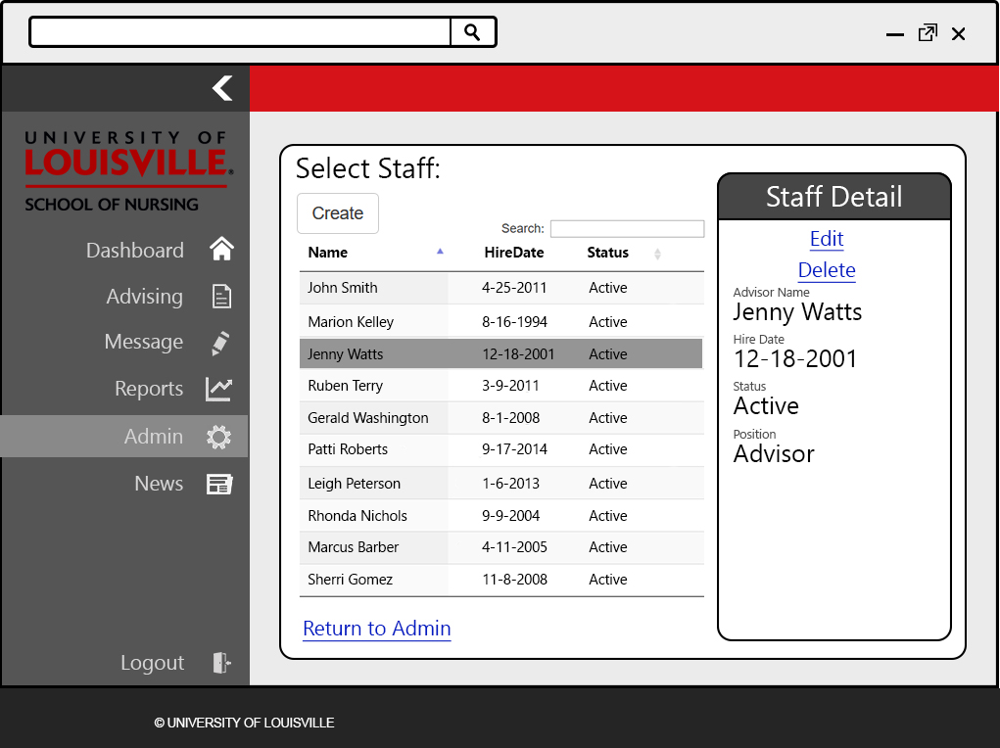 UNIVERSITY OF
LOUISVILLE.
SCHOOL OF NURSING
Dashboard
Advising
Message
Reports
Admin
News
Logout
Select Staff:
Create
Search:
Name HireDate Status
John Smith 4-25-2011 Active
Marion Kelley 8-16-1994 Active
Jenny Watts 12-18-2001 Active
Ruben Terry 3-9-2011 Active
Gerald Washington 8-1-2008 Active
Patti Roberts 9-17-2014 Active
Leigh Peterson 1-6-2013 Active
Rhonda Nichols 9-9-2004 Active
Marcus Barber 4-11-2005 Active
Sherri Gomez 11-8-2008 Active
Return to Admin
Staff Detail
Edit
Delete
Advisor Name
Jenny Watts
Hire Date
12-18-2001
Status
Active
Position
Advisor
© UNIVERSITY OF LOUISVILLE